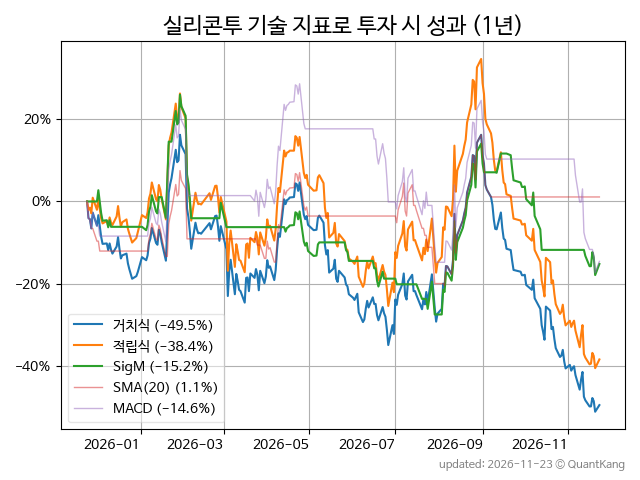 실리콘투 기술 지표로 투자 시 성과 (1년)
20%
0%
−20%
−40%
거치식 (−49.5%)
적립식 (−38.4%)
SigM (−15.2%)
SMA(20) (1.1%)
MACD (−14.6%)
2026−01 2026−03 2026−05 2026−07 2026−09 2026−11
updated: 2026−11−23 ⓒ QuantKang